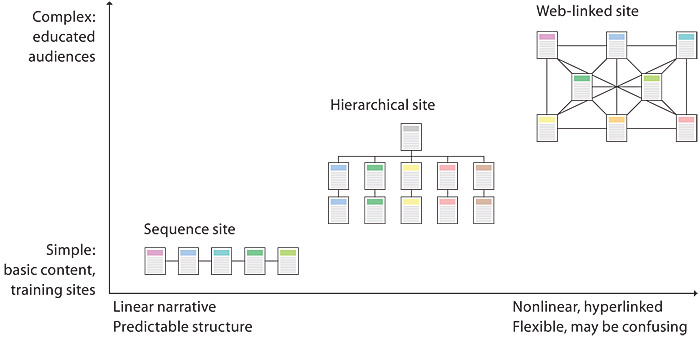 Complex:
educated
audiences
Web-linked site
Hierarchical site
Sequence site
Simple:
basic content,
training sites
Linear narrative
Predictable structure
Nonlinear, hyperlinked
Flexible, may be confusing